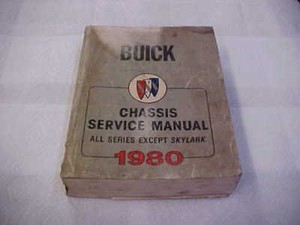 BUICK
CHASSIS
SERVICE MANUAL
ALL SERIES EXCEPT SKYLARK
1980